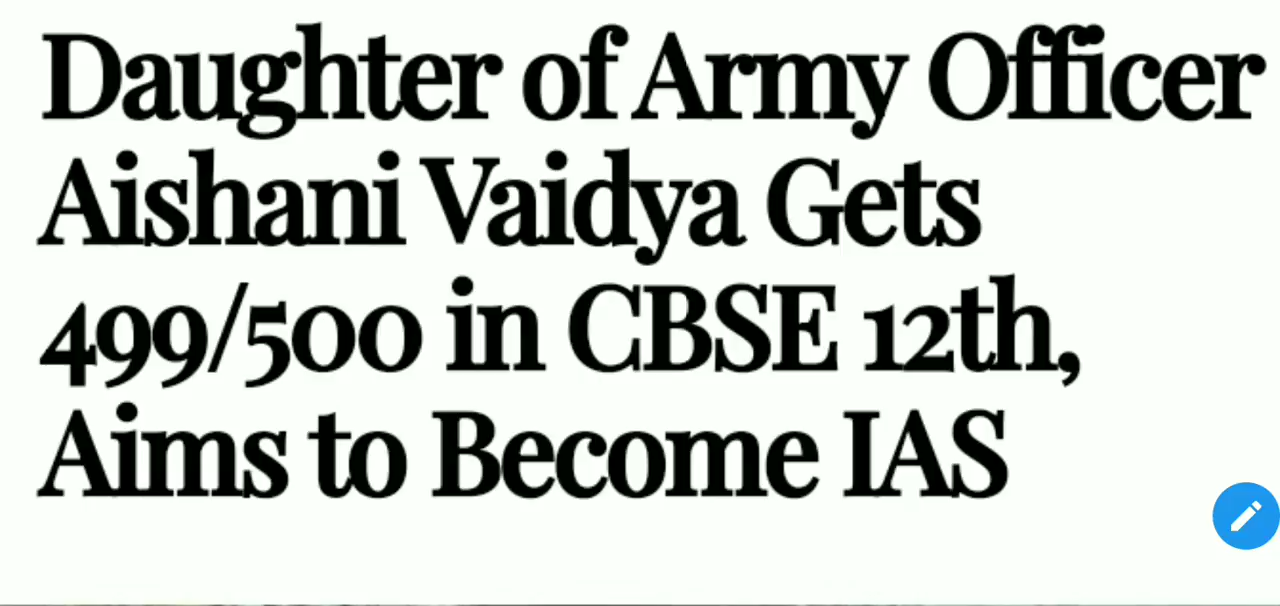 Daughter of Army Officer
Aishani Vaidya Gets
499/500 in CBSE 12th,
Aims to Become IAS